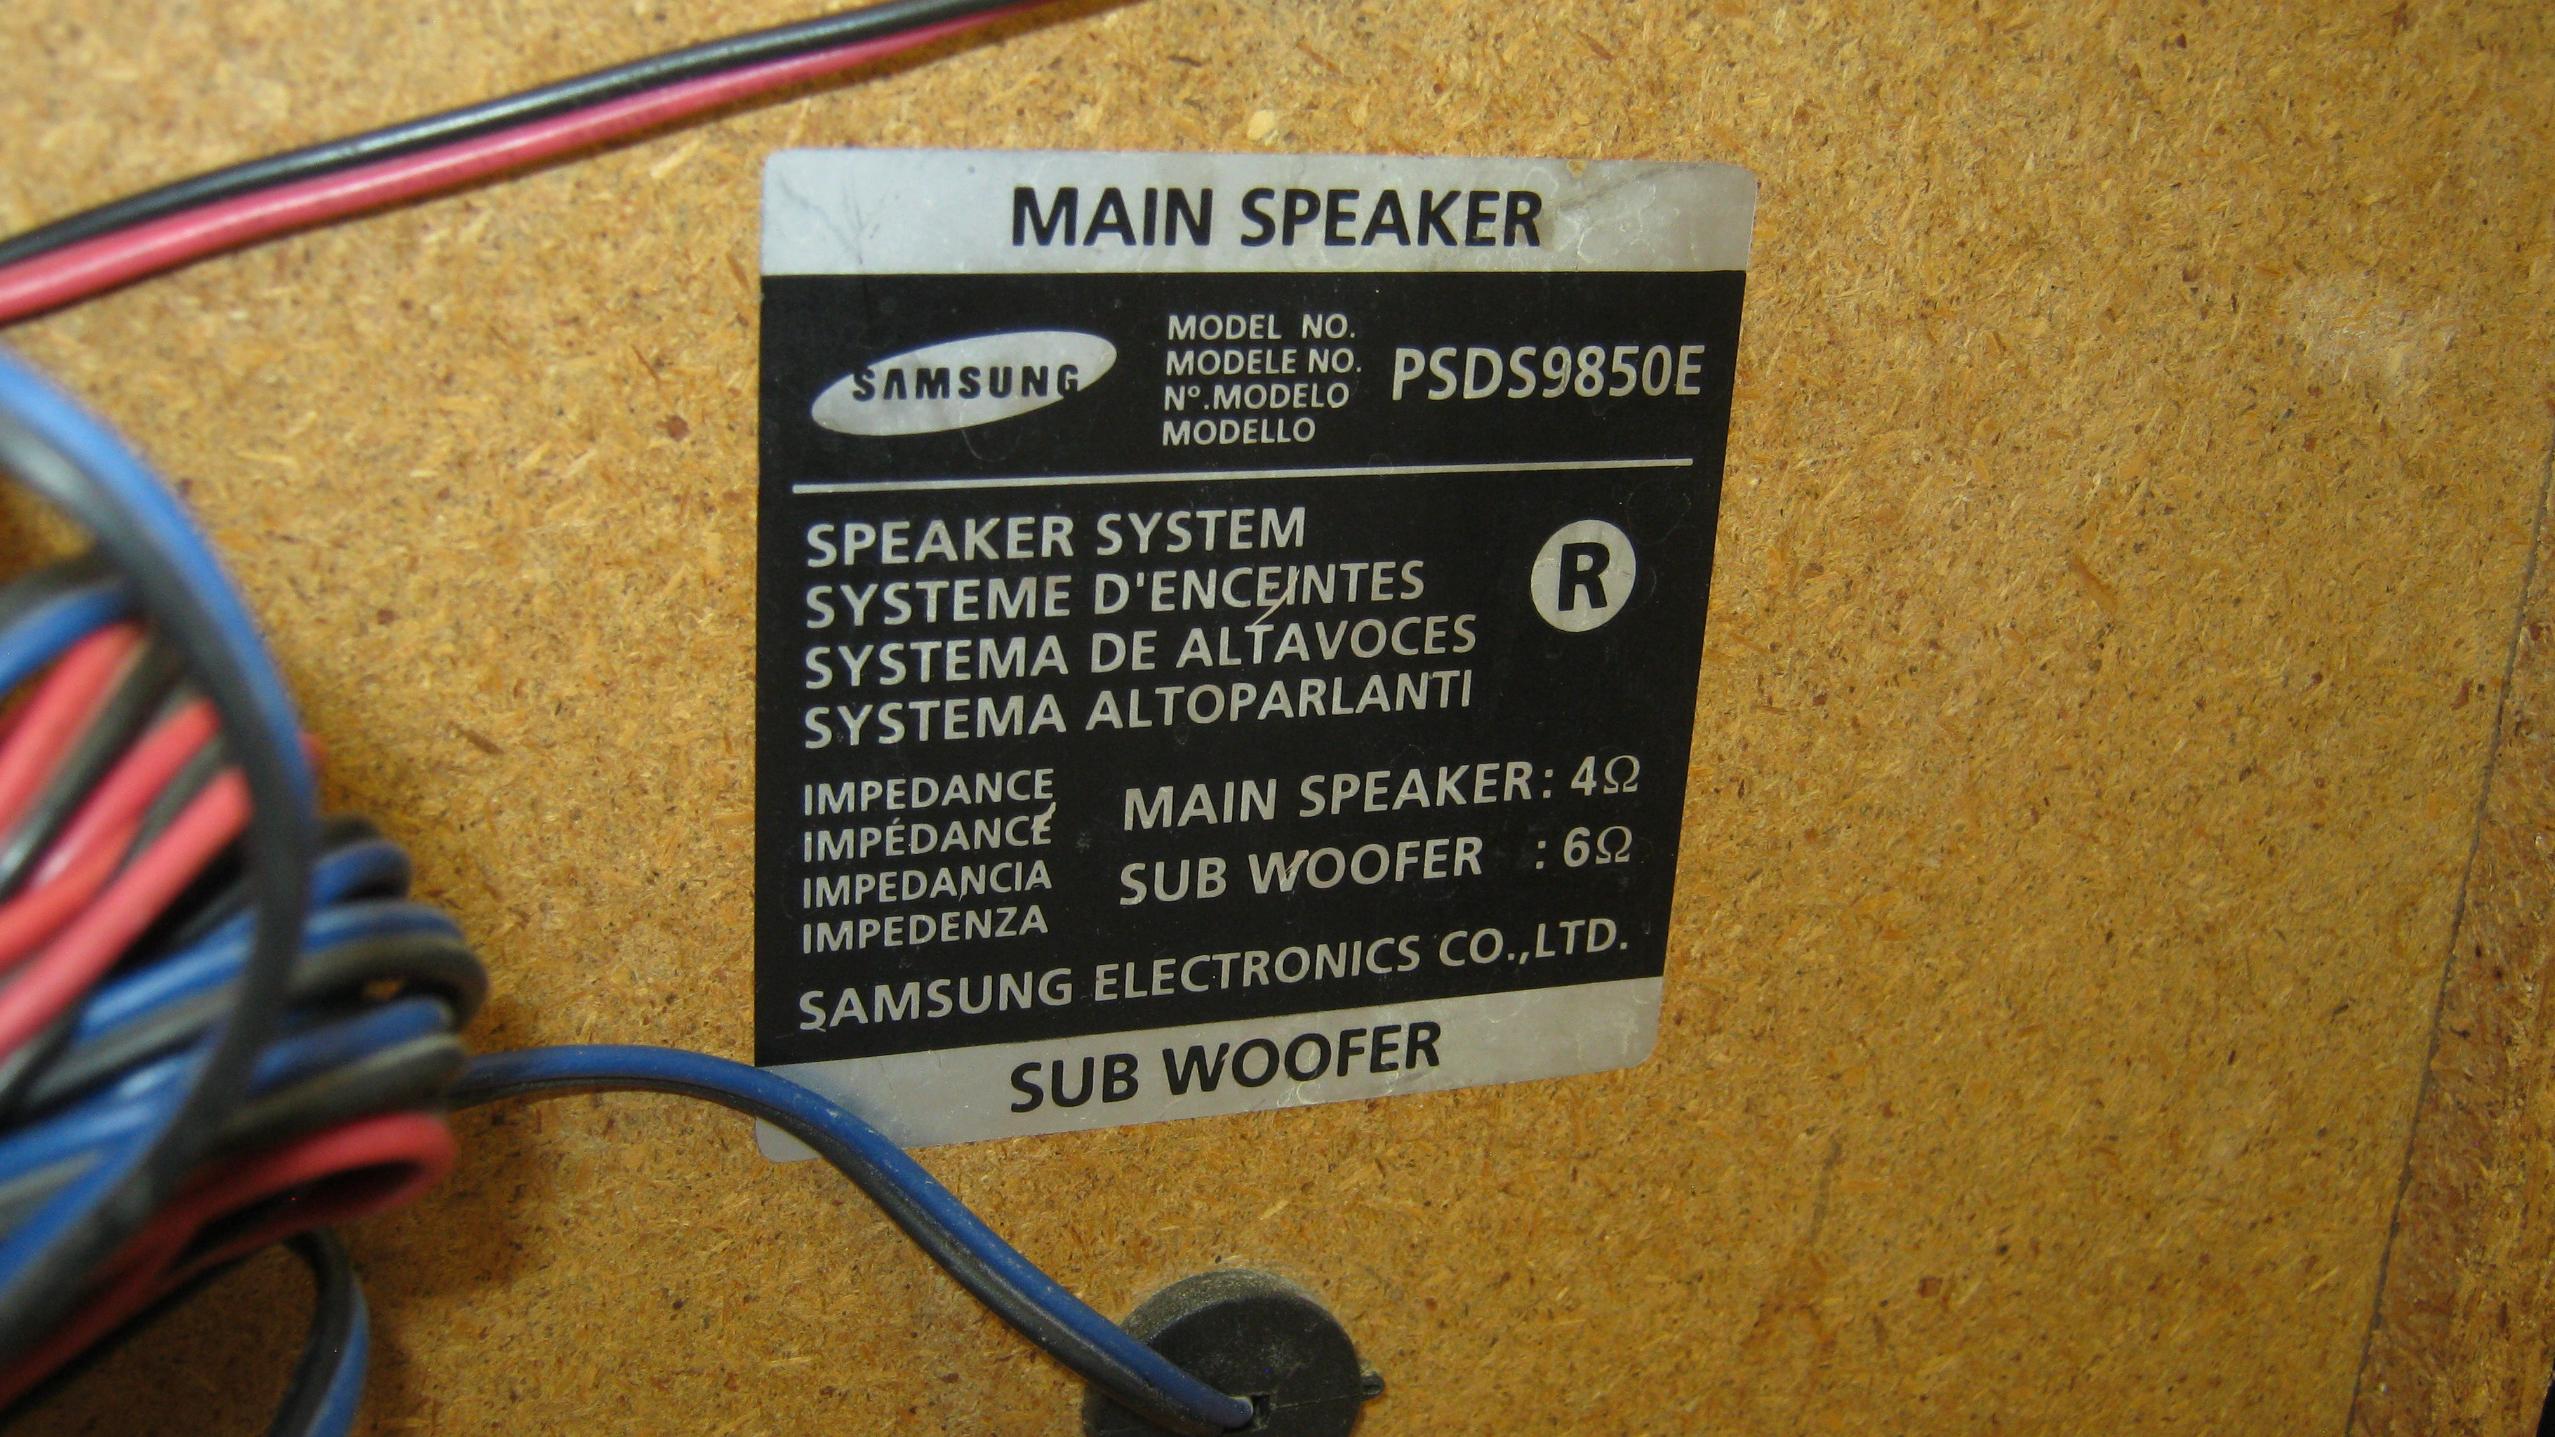 MAIN SPEAKER
SAMSUNG
MODEL NO.
MODELE NO.
Nº.MODELO
MODELLO
PSDS9850E
SPEAKER SYSTEM
SYSTEME D'ENCEINTES
SYSTEMA DE ALTAVOCES
SYSTEMA ALTOPARLANTI
R
IMPEDANCE
IMPÉDANCE
IMPEDANCIA
IMPEDENZA
MAIN SPEAKER: 4Ω
SUB WOOFER : 6Ω
SAMSUNG ELECTRONICS CO.,LTD.
SUB WOOFER